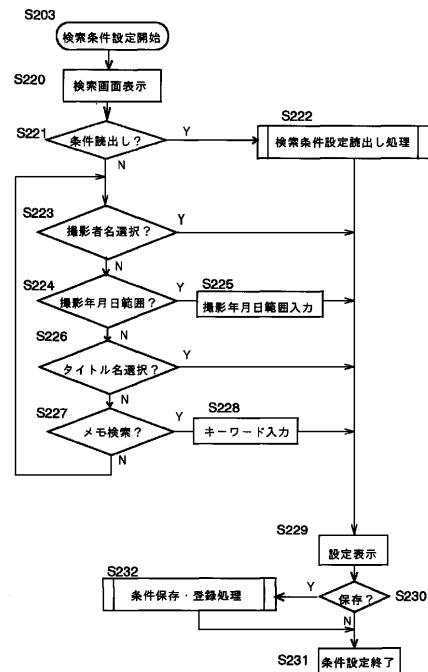 S203
検索条件設定開始
S220
検索画面表示
S221
条件読出し?
Y
N
S222
検索条件設定読出し処理
S223
撮影者名選択?
Y
N
S224
撮影年月日範囲?
Y
N
S225
撮影年月日範囲入力
S226
タイトル名選択?
Y
N
S227
メモ検索?
Y
N
S228
キーワード入力
S229
設定表示
S230
保存?
Y
N
S232
条件保存・登録処理
S231
条件設定終了